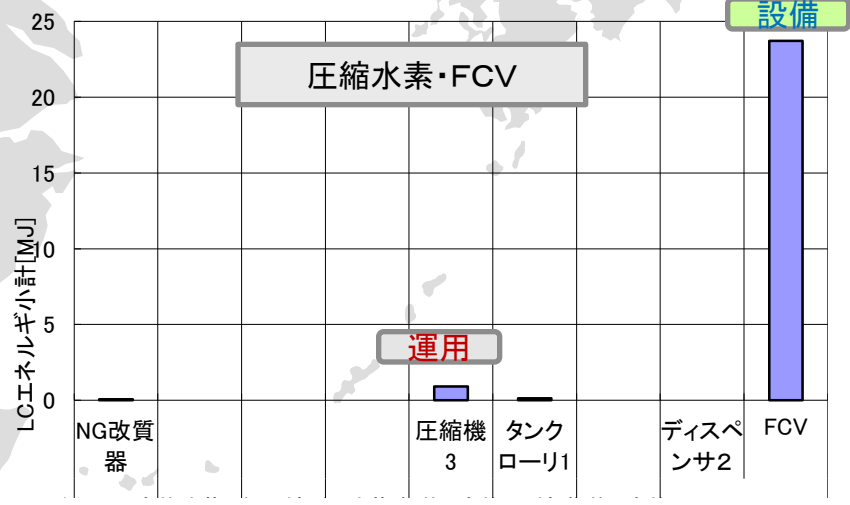 設備
25
圧縮水素・FCV
20
15
LCエネルギ小計[MJ]
10
5
運用
0
NG改質
器
圧縮機
3
タンク
ローリ1
ディスペ
ンサ2
FCV